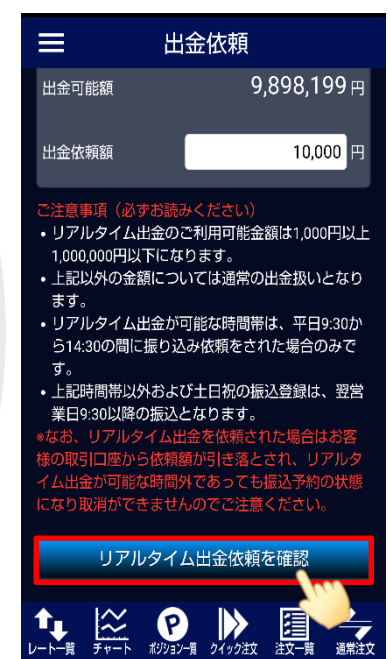 出金依頼
出金可能額 9,898,199 円
出金依頼額 10,000 円
ご注意事項（必ずお読みください）
• リアルタイム出金のご利用可能金額は1,000円以上
1,000,000円以下になります。
• 上記以外の金額については通常の出金扱いとなり
ます。
• リアルタイム出金が可能な時間帯は、平日9:30か
ら14:30の間に振り込み依頼をされた場合のみで
す。
• 上記時間帯以外および土日祝の振込登録は、翌営
業日9:30以降の振込となります。
*なお、リアルタイム出金を依頼された場合はお客
様の取引口座から依頼額が引き落とされ、リアルタ
イム出金が可能な時間外であっても振込予約の状態
になり取消ができませんのでご注意ください。
リアルタイム出金依頼を確認
レート一覧 チャート ポジション一覧 クイック注文 注文一覧 通常注文